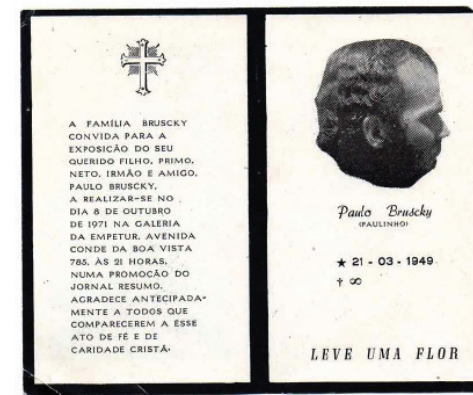 A FAMÍLIA BRUSCKY
CONVIDA PARA A
EXPOSIÇÃO DO SEU
QUERIDO FILHO, PRIMO,
NETO, IRMÃO E AMIGO,
PAULO BRUSCKY,
A REALIZAR-SE NO
DIA 8 DE OUTUBRO
DE 1971 NA GALERIA
DA EMPETUR, AVENIDA
CONDE DA BOA VISTA
785, ÀS 21 HORAS,
NUMA PROMOÇÃO DO
JORNAL RESUMO.
AGRADECE ANTECIPADA-
MENTE A TODOS QUE
COMPARECEREM A ÊSSE
ATO DE FÉ E DE
CARIDADE CRISTÃ.
Paulo Bruscky
(PAULINHO)
★ 21 - 03 - 1949
† ∞
LEVE UMA FLOR